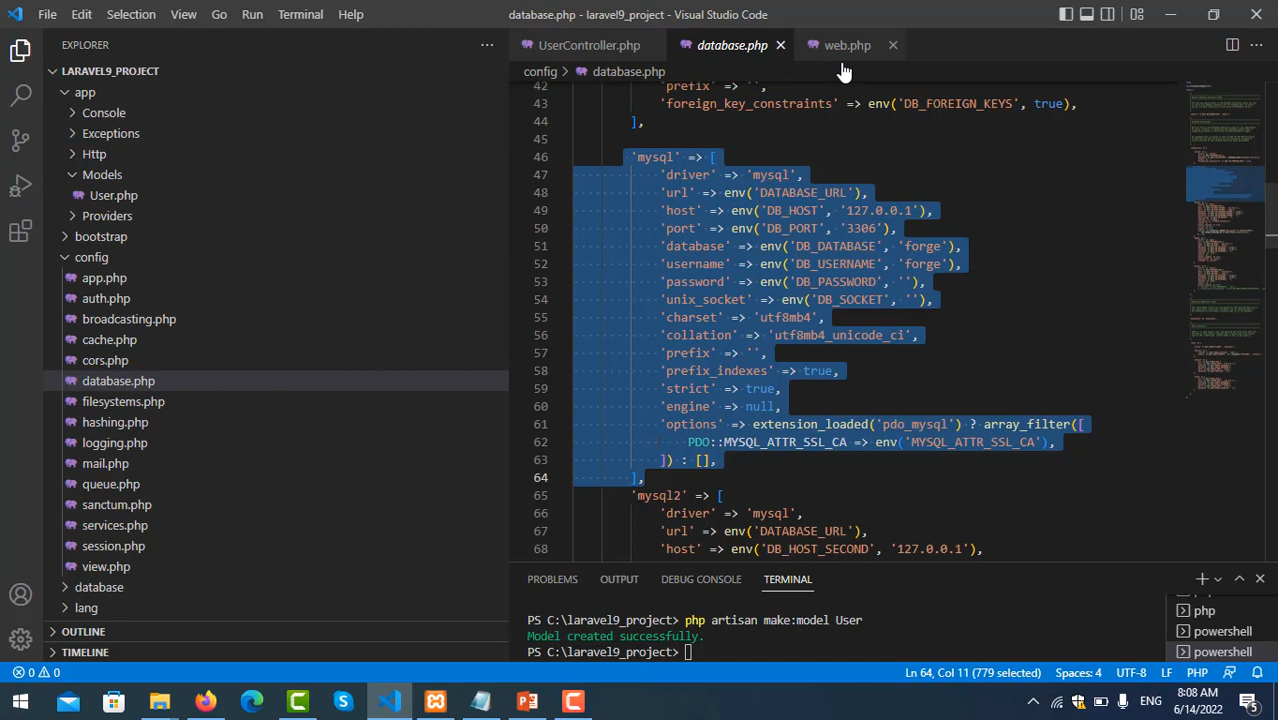 File Edit Selection View Go Run Terminal Help
database.php - laravel9_project - Visual Studio Code
EXPLORER
LARAVEL9_PROJECT
app
Console
Exceptions
Http
Models
User.php
Providers
bootstrap
config
app.php
auth.php
broadcasting.php
cache.php
cors.php
database.php
filesystems.php
hashing.php
logging.php
mail.php
queue.php
sanctum.php
services.php
session.php
view.php
database
lang
OUTLINE
TIMELINE
UserController.php database.php web.php
config > database.php
42 'prefix' => '',
43 'foreign_key_constraints' => env('DB_FOREIGN_KEYS', true),
44 ],
45
46 'mysql' => [
47 'driver' => 'mysql',
48 'url' => env('DATABASE_URL'),
49 'host' => env('DB_HOST', '127.0.0.1'),
50 'port' => env('DB_PORT', '3306'),
51 'database' => env('DB_DATABASE', 'forge'),
52 'username' => env('DB_USERNAME', 'forge'),
53 'password' => env('DB_PASSWORD', ''),
54 'unix_socket' => env('DB_SOCKET', ''),
55 'charset' => 'utf8mb4',
56 'collation' => 'utf8mb4_unicode_ci',
57 'prefix' => '',
58 'prefix_indexes' => true,
59 'strict' => true,
60 'engine' => null,
61 'options' => extension_loaded('pdo_mysql') ? array_filter([
62 PDO::MYSQL_ATTR_SSL_CA => env('MYSQL_ATTR_SSL_CA'),
63 ]) : [],
64 ],
65 'mysql2' => [
66 'driver' => 'mysql',
67 'url' => env('DATABASE_URL'),
68 'host' => env('DB_HOST_SECOND', '127.0.0.1'),
PROBLEMS OUTPUT DEBUG CONSOLE TERMINAL
PS C:\laravel9_project> php artisan make:model User
Model created successfully.
PS C:\laravel9_project>
php
powershell
powershell
0 0
Ln 64, Col 11 (779 selected) Spaces: 4 UTF-8 LF PHP
ENG
8:08 AM
6/14/2022
5